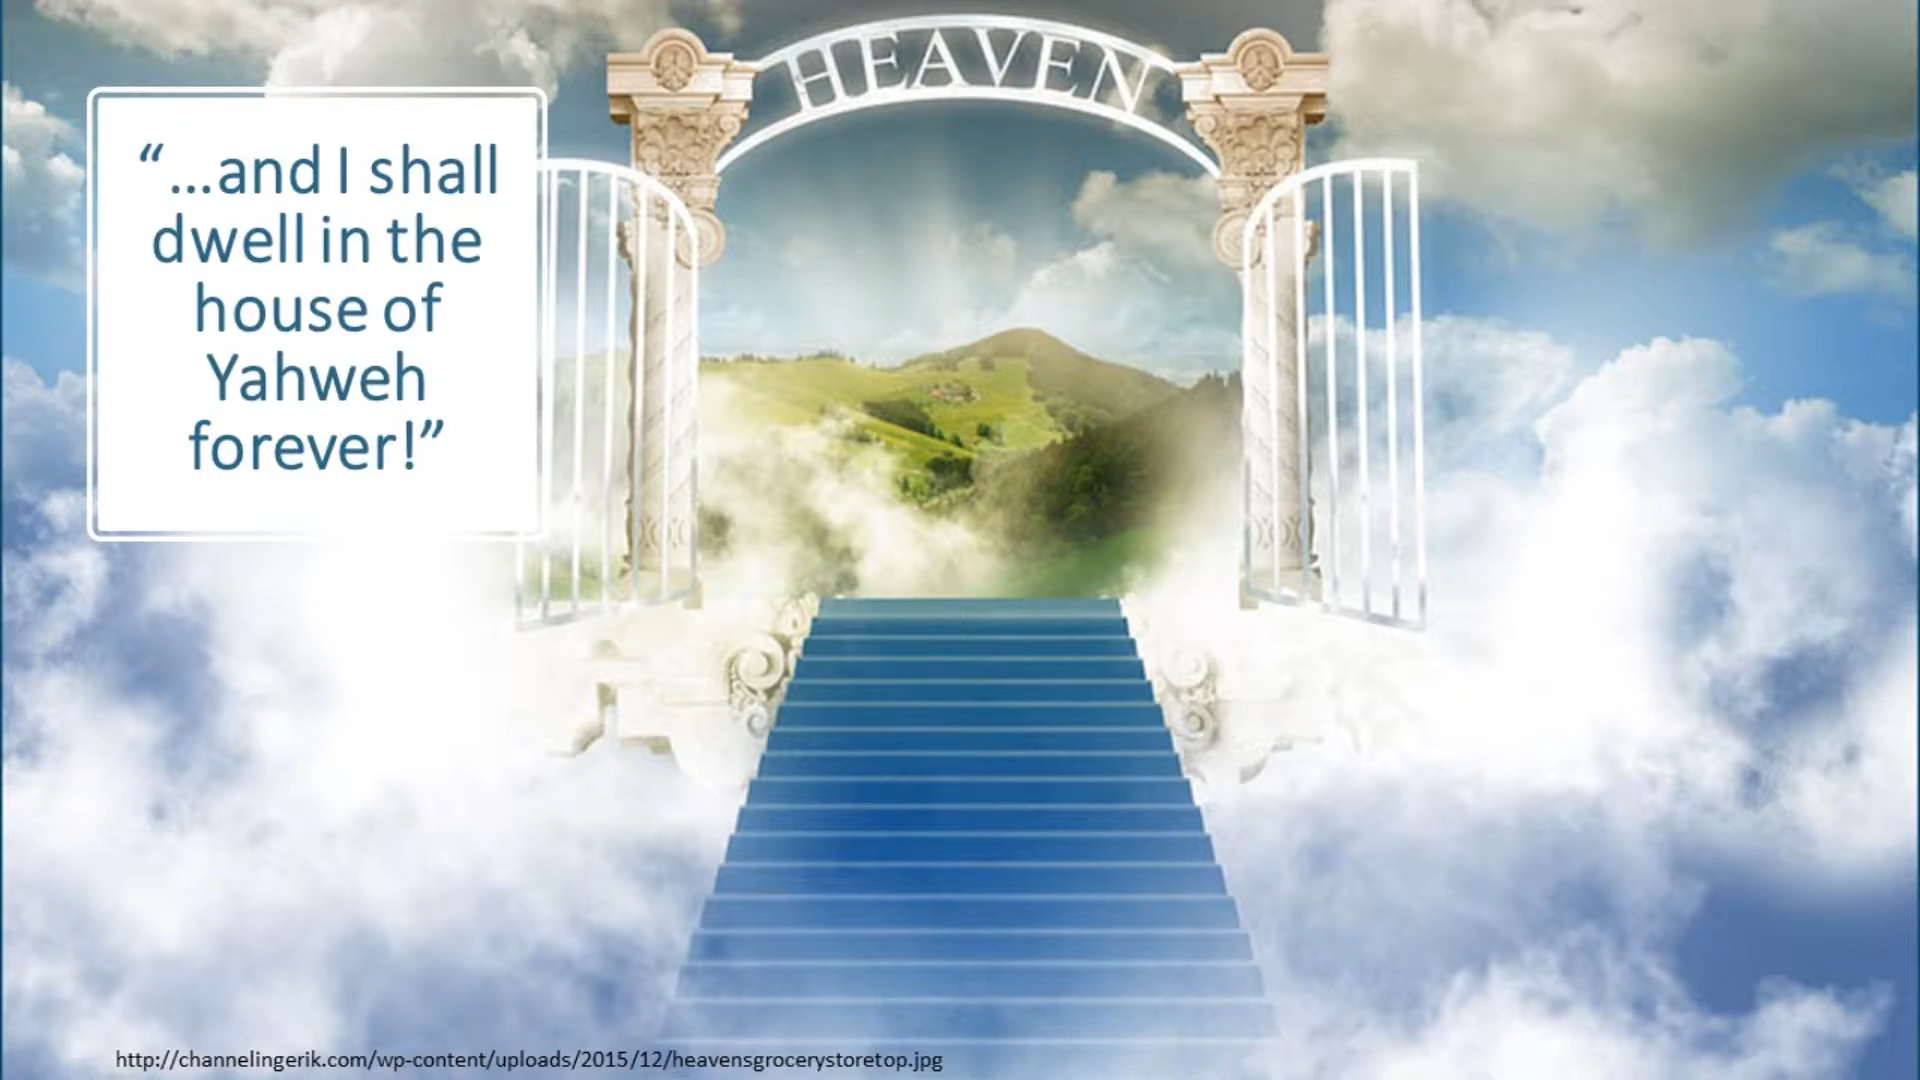 HEAVEN
“…and I shall
dwell in the
house of
Yahweh
forever!”
http://channelingerik.com/wp-content/uploads/2015/12/heavensgrocerystoretop.jpg